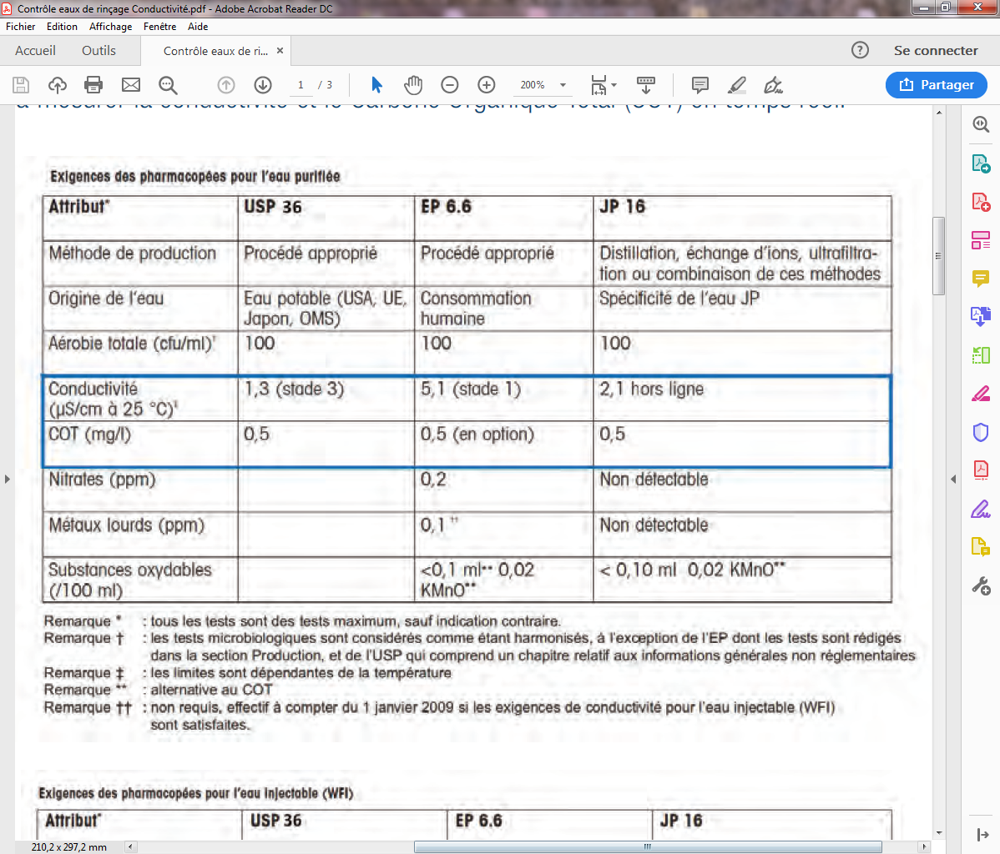 Contrôle eaux de rinçage Conductivité.pdf - Adobe Acrobat Reader DC
Fichier Edition Affichage Fenêtre Aide
Accueil Outils Contrôle eaux de ri... × ? Se connecter
1 / 3 200% Partager
à mesurer la conductivité et le Carbone Organique Total (COT) en temps réel.
Exigences des pharmacopées pour l'eau purifiée
Attribut* USP 36 EP 6.6 JP 16
Méthode de production Procédé approprié Procédé approprié Distillation, échange d'ions, ultrafiltra-
tion ou combinaison de ces méthodes
Origine de l'eau Eau potable (USA, UE, Consommation Spécificité de l'eau JP
Japon, OMS) humaine
Aérobie totale (cfu/ml)† 100 100 100
Conductivité 1,3 (stade 3) 5,1 (stade 1) 2,1 hors ligne
(µS/cm à 25 °C)‡
COT (mg/l) 0,5 0,5 (en option) 0,5
Nitrates (ppm) 0,2 Non détectable
Métaux lourds (ppm) 0,1 †† Non détectable
Substances oxydables <0,1 ml** 0,02 < 0,10 ml 0,02 KMnO**
(/100 ml) KMnO**
Remarque * : tous les tests sont des tests maximum, sauf indication contraire.
Remarque † : les tests microbiologiques sont considérés comme étant harmonisés, à l'exception de l'EP dont les tests sont rédigés
dans la section Production, et de l'USP qui comprend un chapitre relatif aux informations générales non réglementaires
Remarque ‡ : les limites sont dépendantes de la température
Remarque ** : alternative au COT
Remarque †† : non requis, effectif à compter du 1 janvier 2009 si les exigences de conductivité pour l'eau injectable (WFI)
sont satisfaites.
Exigences des pharmacopées pour l'eau injectable (WFI)
Attribut* USP 36 EP 6.6 JP 16
210,2 x 297,2 mm